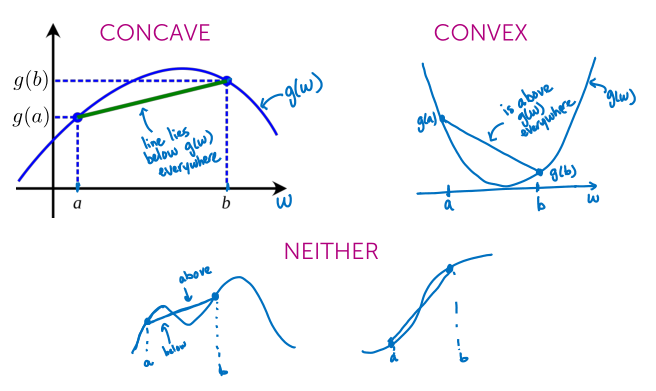 CONCAVE
g(b)
g(a)
g(w)
line lies
below g(w)
everywhere
a
b
w
CONVEX
g(a)
is above
g(w)
everywhere
g(w)
g(b)
a
b
w
NEITHER
above
below
a
b
a
b